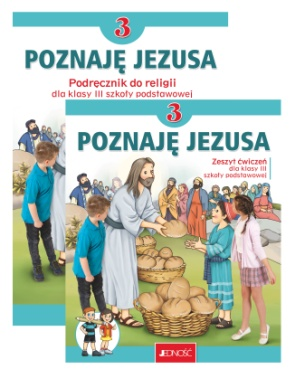 3
POZNAJĘ JEZUSA
Podręcznik do religii
dla klasy III szkoły podstawowej
3
POZNAJĘ JEZUSA
Zeszyt ćwiczeń
dla klasy III
szkoły podstawowej
JEDNOŚĆ